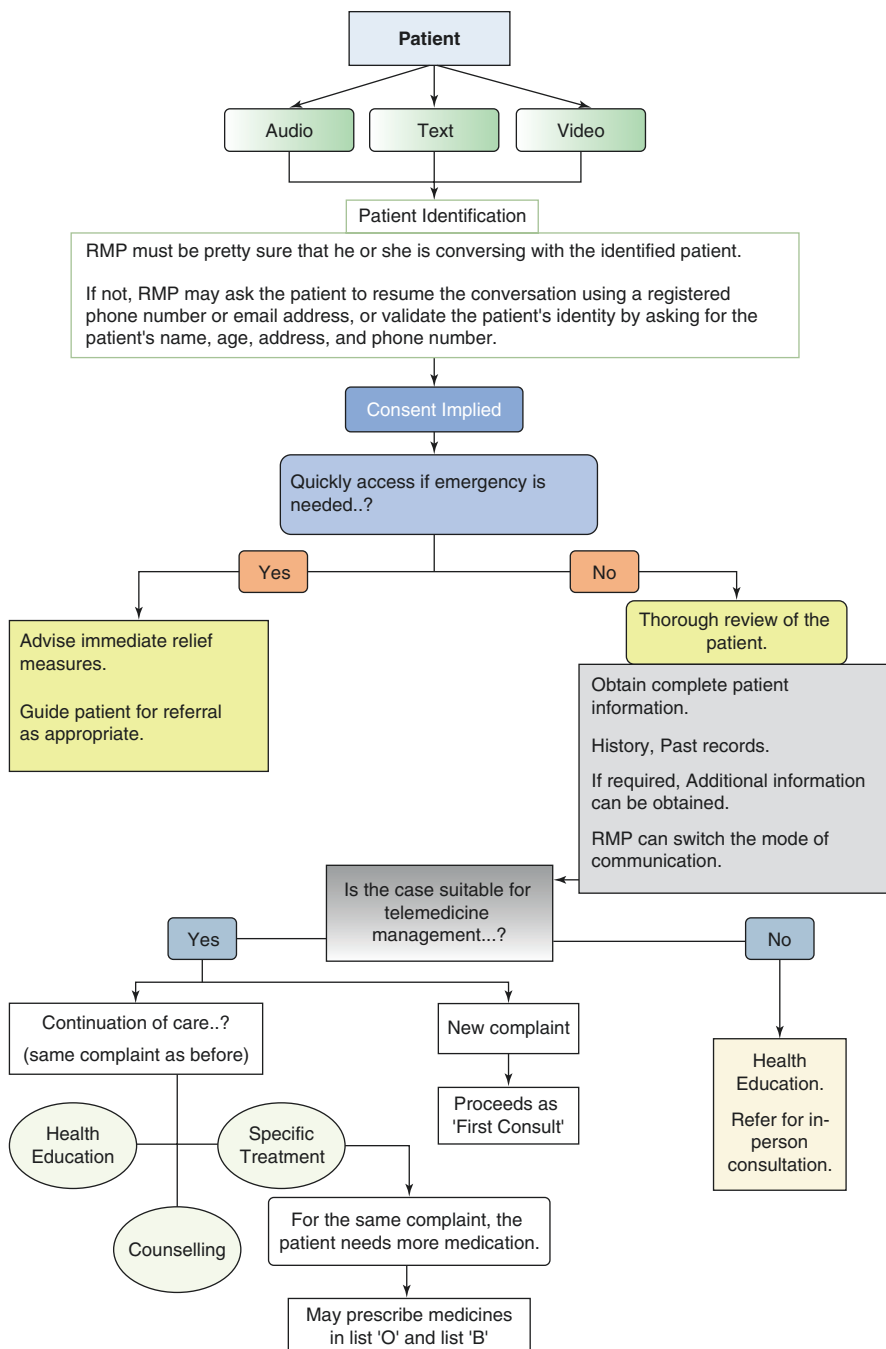 Patient
Audio
Text
Video
Patient Identification
RMP must be pretty sure that he or she is conversing with the identified patient.
If not, RMP may ask the patient to resume the conversation using a registered
phone number or email address, or validate the patient's identity by asking for the
patient's name, age, address, and phone number.
Consent Implied
Quickly access if emergency is
needed..?
Yes
No
Advise immediate relief
measures.
Guide patient for referral
as appropriate.
Thorough review of the
patient.
Obtain complete patient
information.
History, Past records.
If required, Additional information
can be obtained.
RMP can switch the mode of
communication.
Is the case suitable for
telemedicine
management...?
Yes
No
Continuation of care..?
(same complaint as before)
New complaint
Proceeds as
'First Consult'
Health
Education.
Refer for in-
person
consultation.
Health
Education
Specific
Treatment
Counselling
For the same complaint, the
patient needs more medication.
May prescribe medicines
in list 'O' and list 'B'